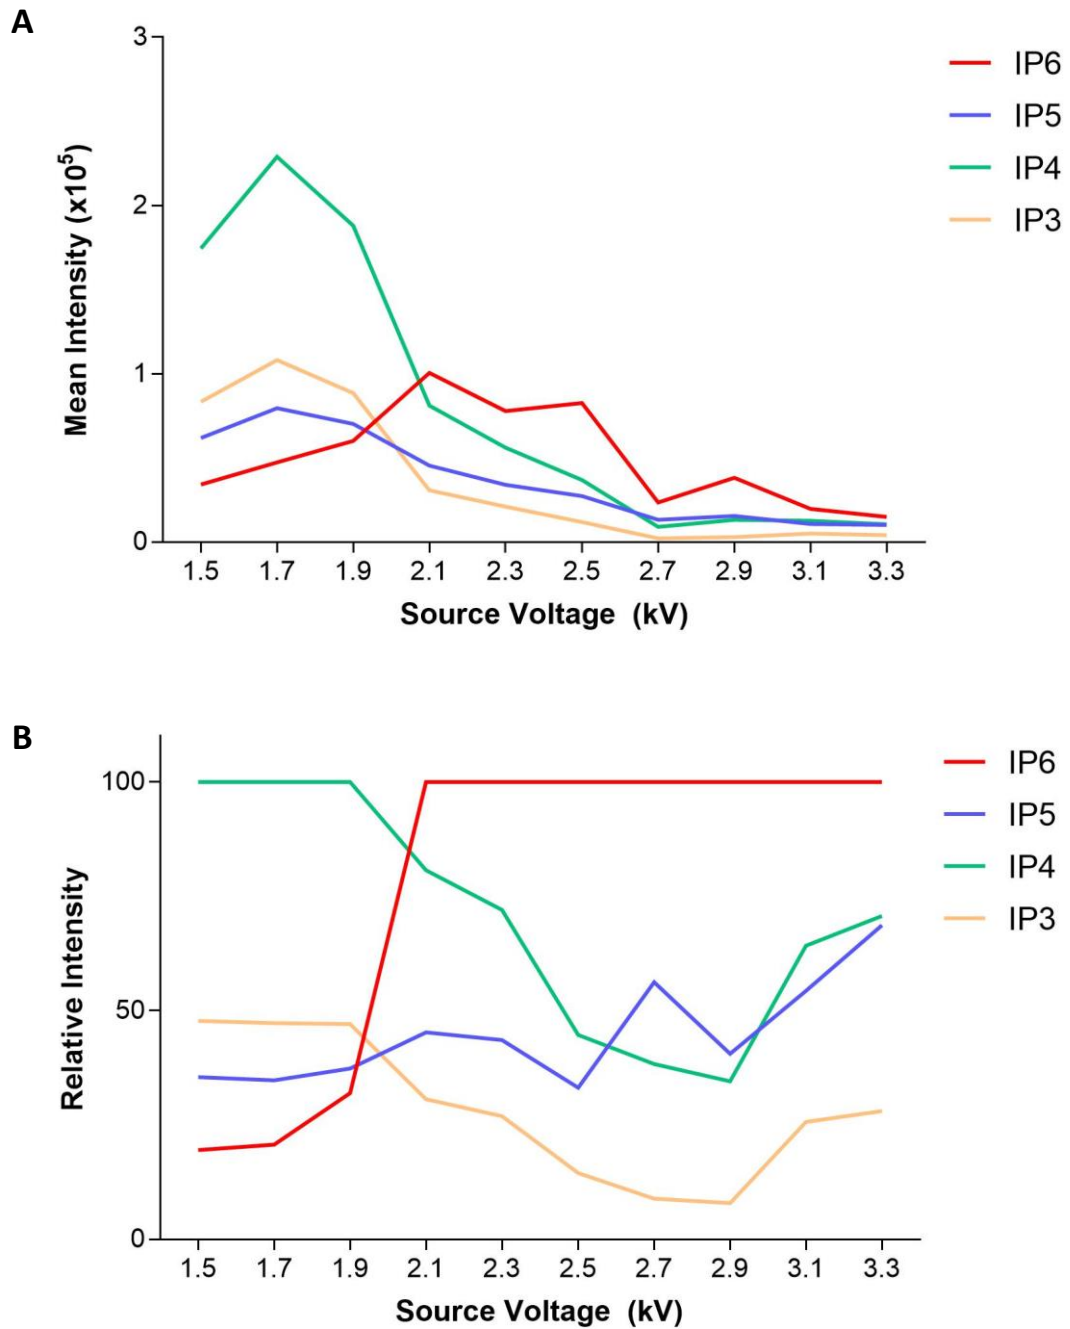 A
3
2
1
0
Mean Intensity (x10⁵)
1.5 1.7 1.9 2.1 2.3 2.5 2.7 2.9 3.1 3.3
Source Voltage (kV)
IP6
IP5
IP4
IP3
B
100
50
0
Relative Intensity
1.5 1.7 1.9 2.1 2.3 2.5 2.7 2.9 3.1 3.3
Source Voltage (kV)
IP6
IP5
IP4
IP3